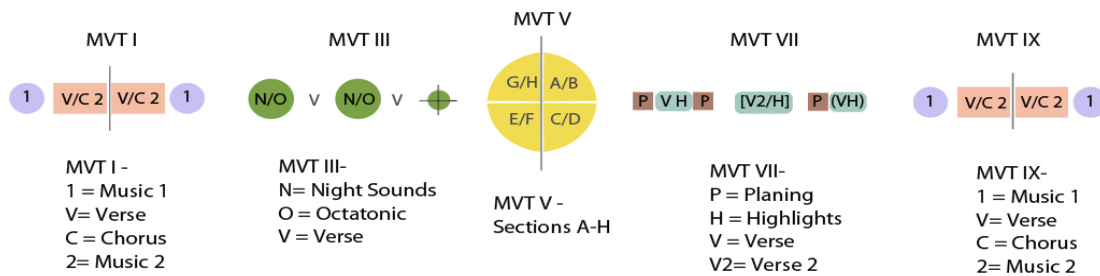 MVT I
MVT III
MVT V
MVT VII
MVT IX
1 V/C 2 V/C 2 1
N/O V N/O V
G/H A/B
E/F C/D
P V H P [V2/H] P (VH)
1 V/C 2 V/C 2 1
MVT I -
1 = Music 1
V= Verse
C = Chorus
2= Music 2
MVT III-
N= Night Sounds
O = Octatonic
V = Verse
MVT V -
Sections A-H
MVT VII-
P = Planing
H = Highlights
V = Verse
V2= Verse 2
MVT IX-
1 = Music 1
V= Verse
C = Chorus
2= Music 2